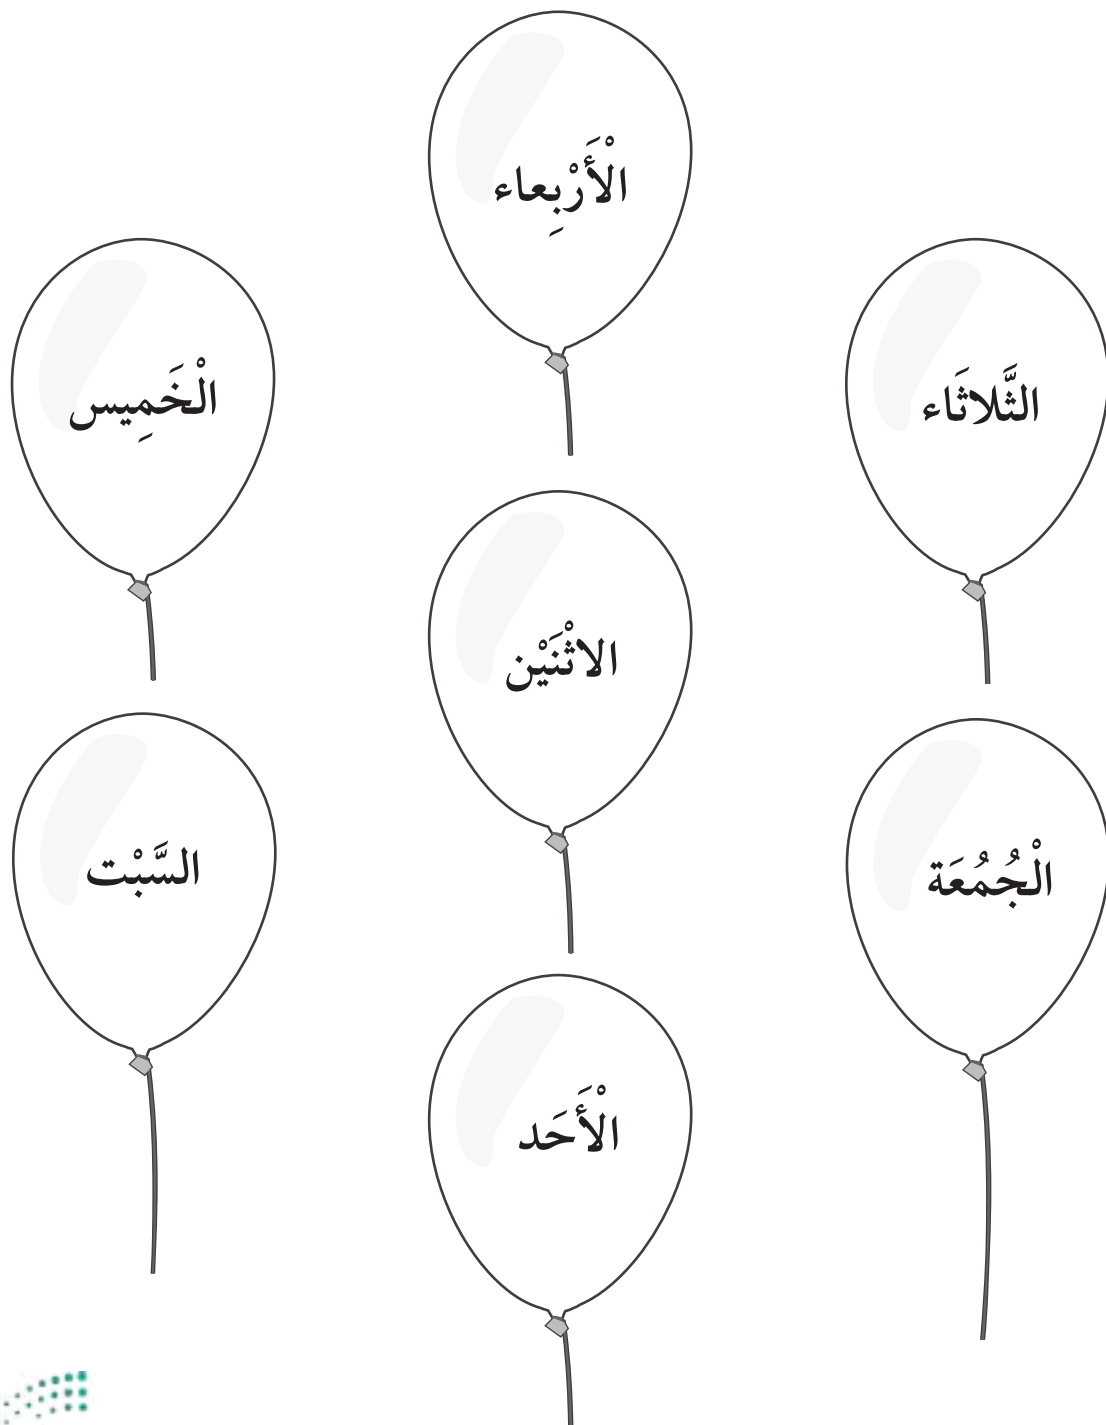 الْأَرْبِعاء
الثَّلاثَاء
الْخَمِيس
الاثْنَيْن
الْجُمُعَة
السَّبْت
الْأَحَد